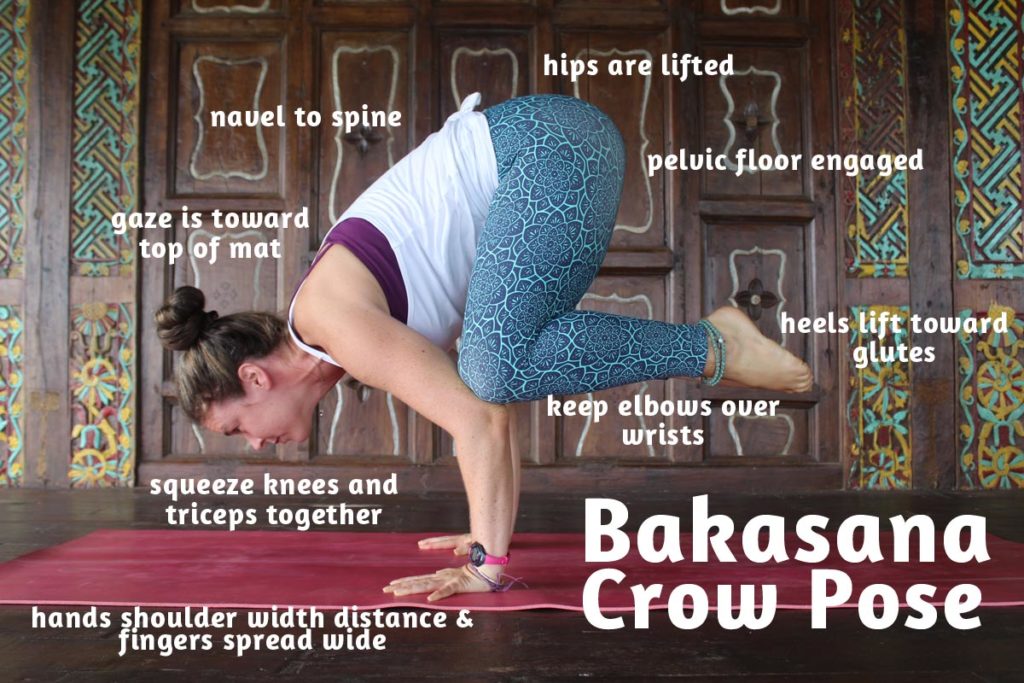 hips are lifted
navel to spine
pelvic floor engaged
gaze is toward
top of mat
heels lift toward
glutes
keep elbows over
wrists
squeeze knees and
triceps together
Bakasana
Crow Pose
hands shoulder width distance &
fingers spread wide